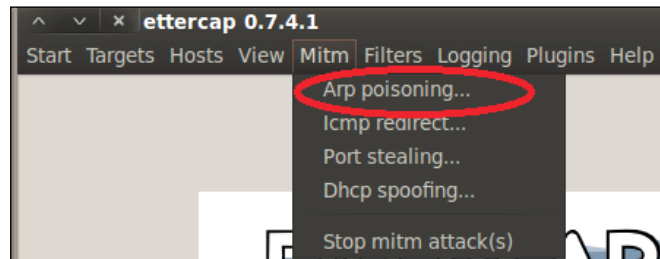 ettercap 0.7.4.1
Start Targets Hosts View Mitm Filters Logging Plugins Help
Arp poisoning...
Icmp redirect...
Port stealing...
Dhcp spoofing...
Stop mitm attack(s)